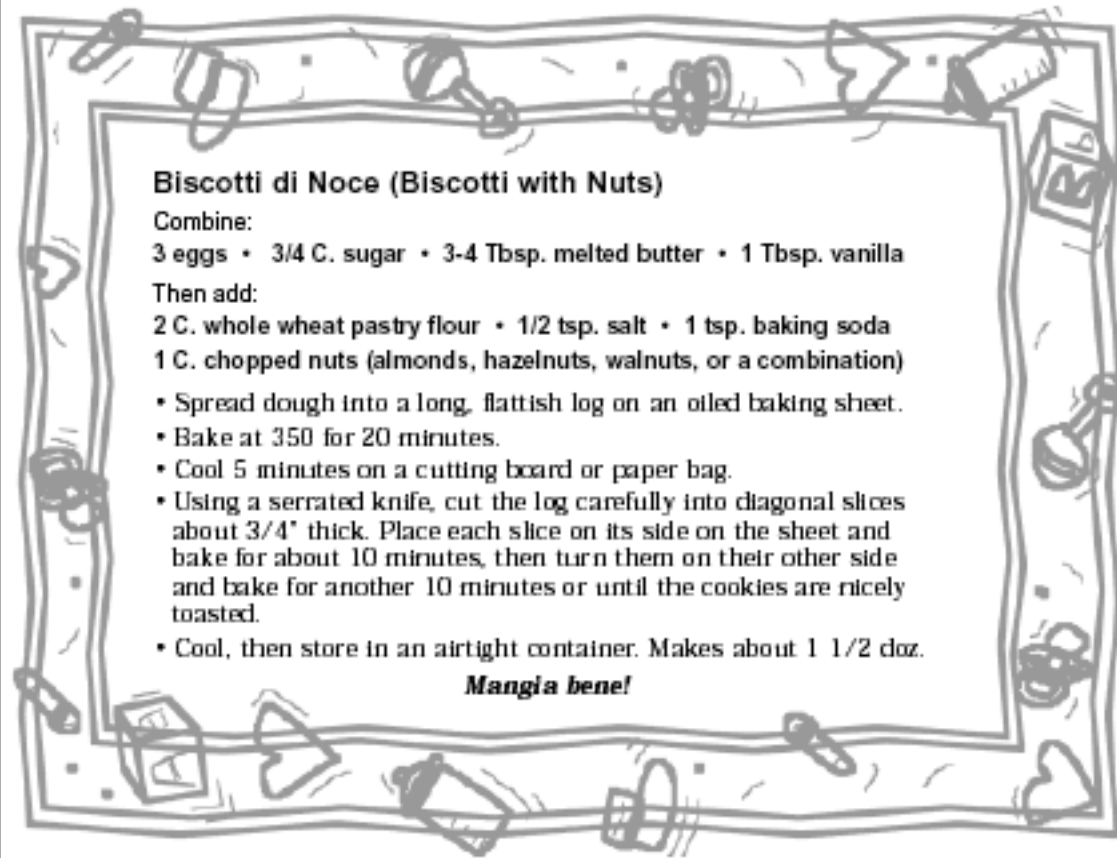 Biscotti di Noce (Biscotti with Nuts)
Combine:
3 eggs • 3/4 C. sugar • 3-4 Tbsp. melted butter • 1 Tbsp. vanilla
Then add:
2 C. whole wheat pastry flour • 1/2 tsp. salt • 1 tsp. baking soda
1 C. chopped nuts (almonds, hazelnuts, walnuts, or a combination)
• Spread dough into a long, flattish log on an oiled baking sheet.
• Bake at 350 for 20 minutes.
• Cool 5 minutes on a cutting board or paper bag.
• Using a serrated knife, cut the log carefully into diagonal slices
about 3/4" thick. Place each slice on its side on the sheet and
bake for about 10 minutes, then turn them on their other side
and bake for another 10 minutes or until the cookies are nicely
toasted.
• Cool, then store in an airtight container. Makes about 1 1/2 doz.
Mangia bene!
b
B
A